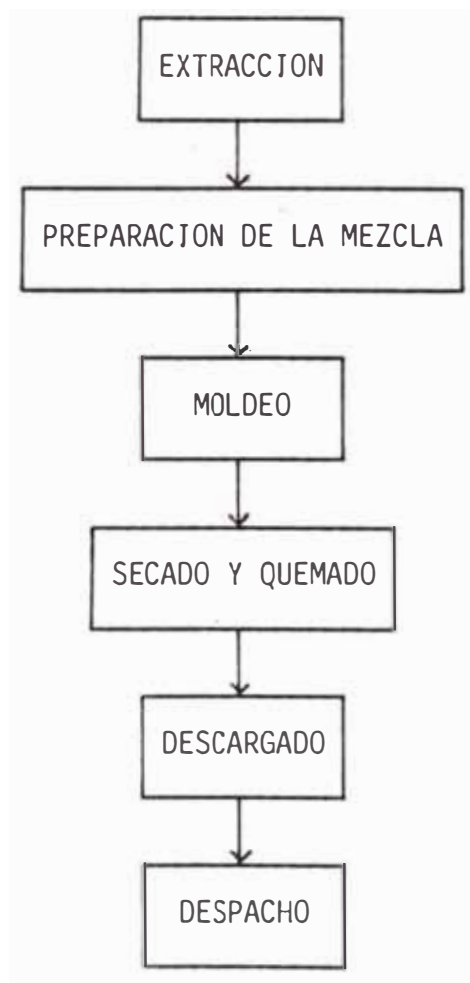 EXTRACCION
PREPARACION DE LA MEZCLA
MOLDEO
SECADO Y QUEMADO
DESCARGADO
DESPACHO